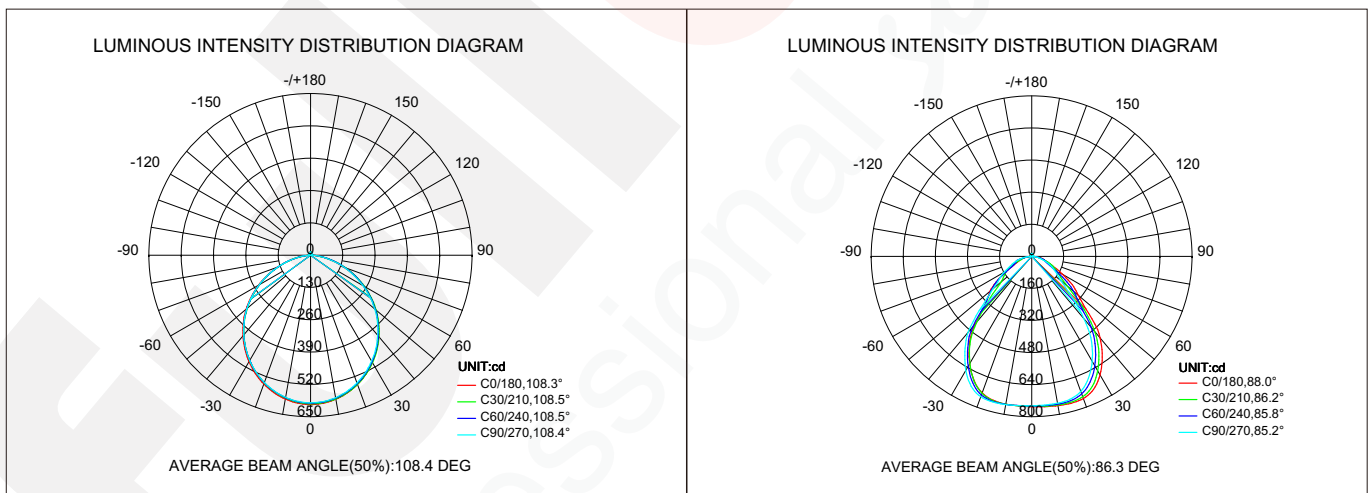 LUMINOUS INTENSITY DISTRIBUTION DIAGRAM
-/+180
-150
150
-120
120
-90
90
0
130
260
390
520
650
-60
60
-30
30
0
UNIT:cd
C0/180,108.3°
C30/210,108.5°
C60/240,108.5°
C90/270,108.4°
AVERAGE BEAM ANGLE(50%):108.4 DEG
LUMINOUS INTENSITY DISTRIBUTION DIAGRAM
-/+180
-150
150
-120
120
-90
90
0
160
320
480
640
800
-60
60
-30
30
0
UNIT:cd
C0/180,88.0°
C30/210,86.2°
C60/240,85.8°
C90/270,85.2°
AVERAGE BEAM ANGLE(50%):86.3 DEG